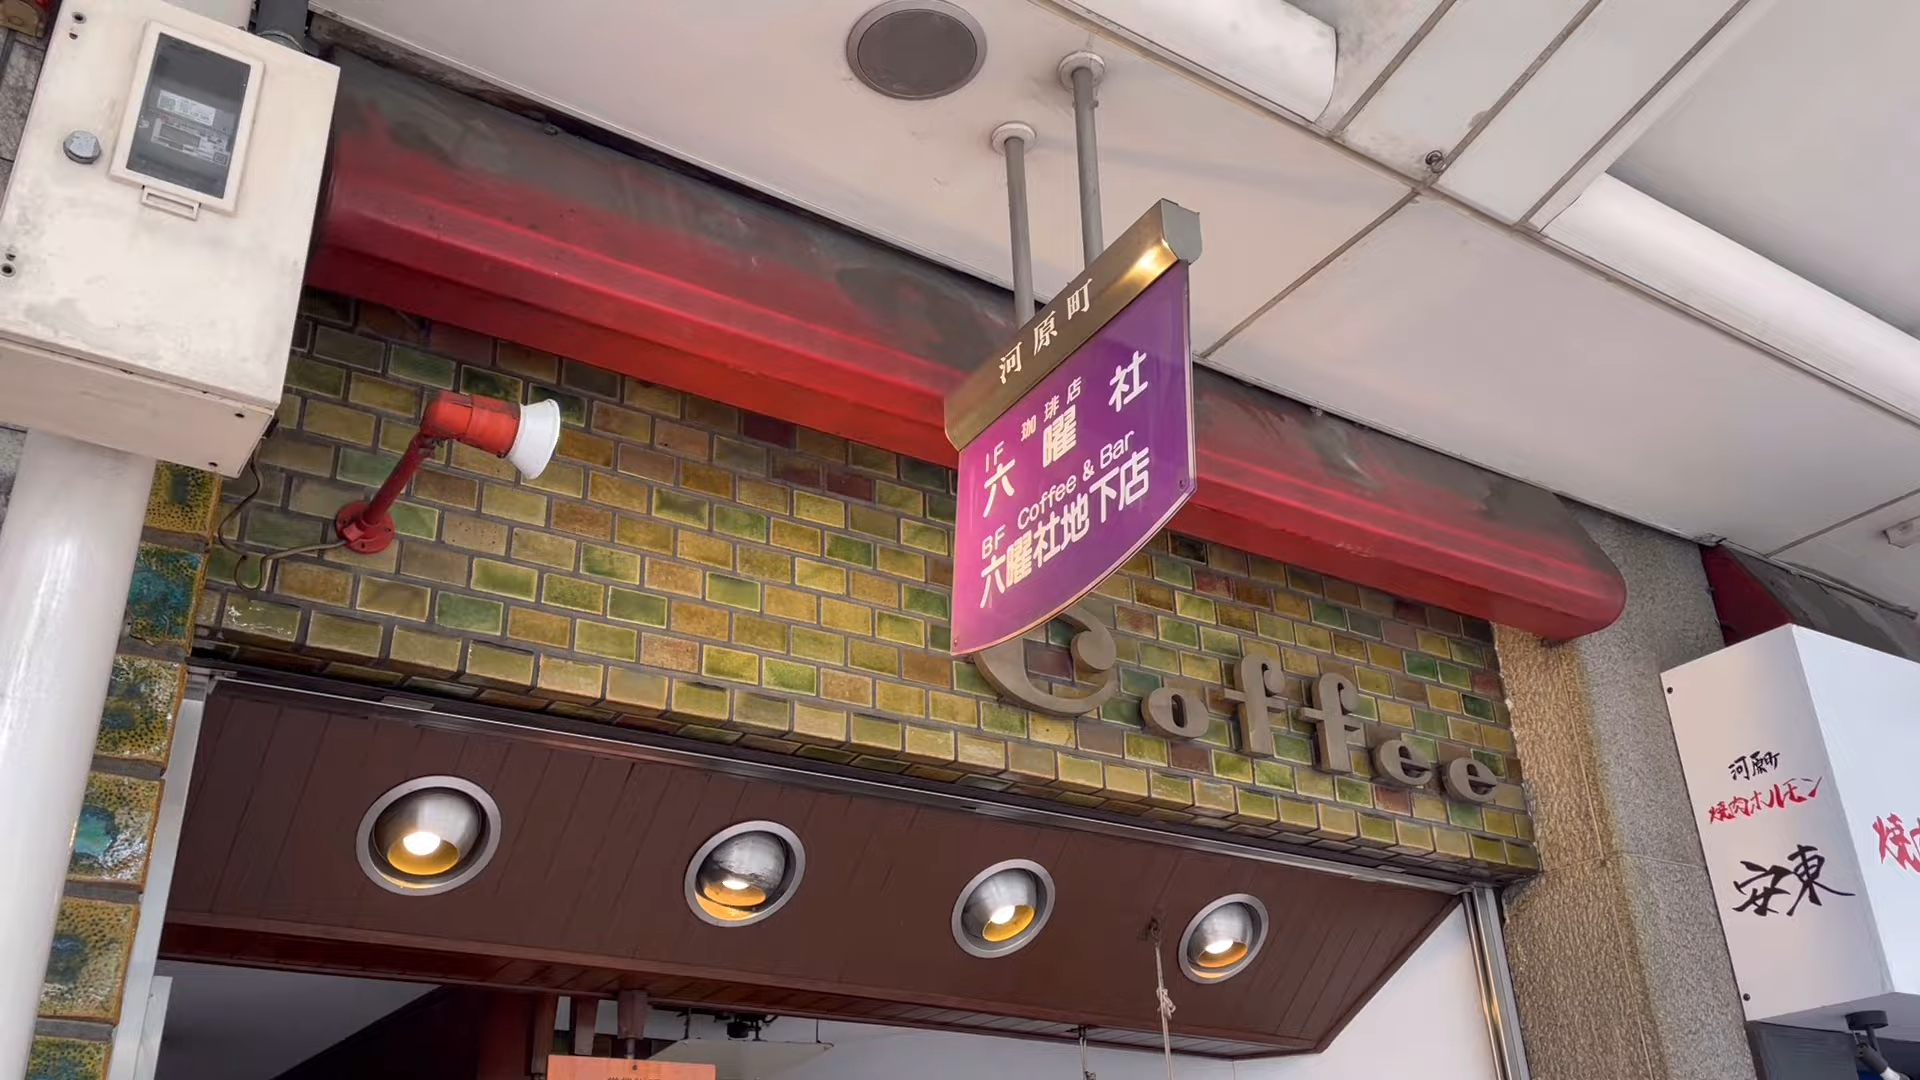 河原町
珈琲店
1F
六曜社
Coffee & Bar
BF
六曜社地下店
Coffee
河原町
焼肉ホルモン
安東
焼